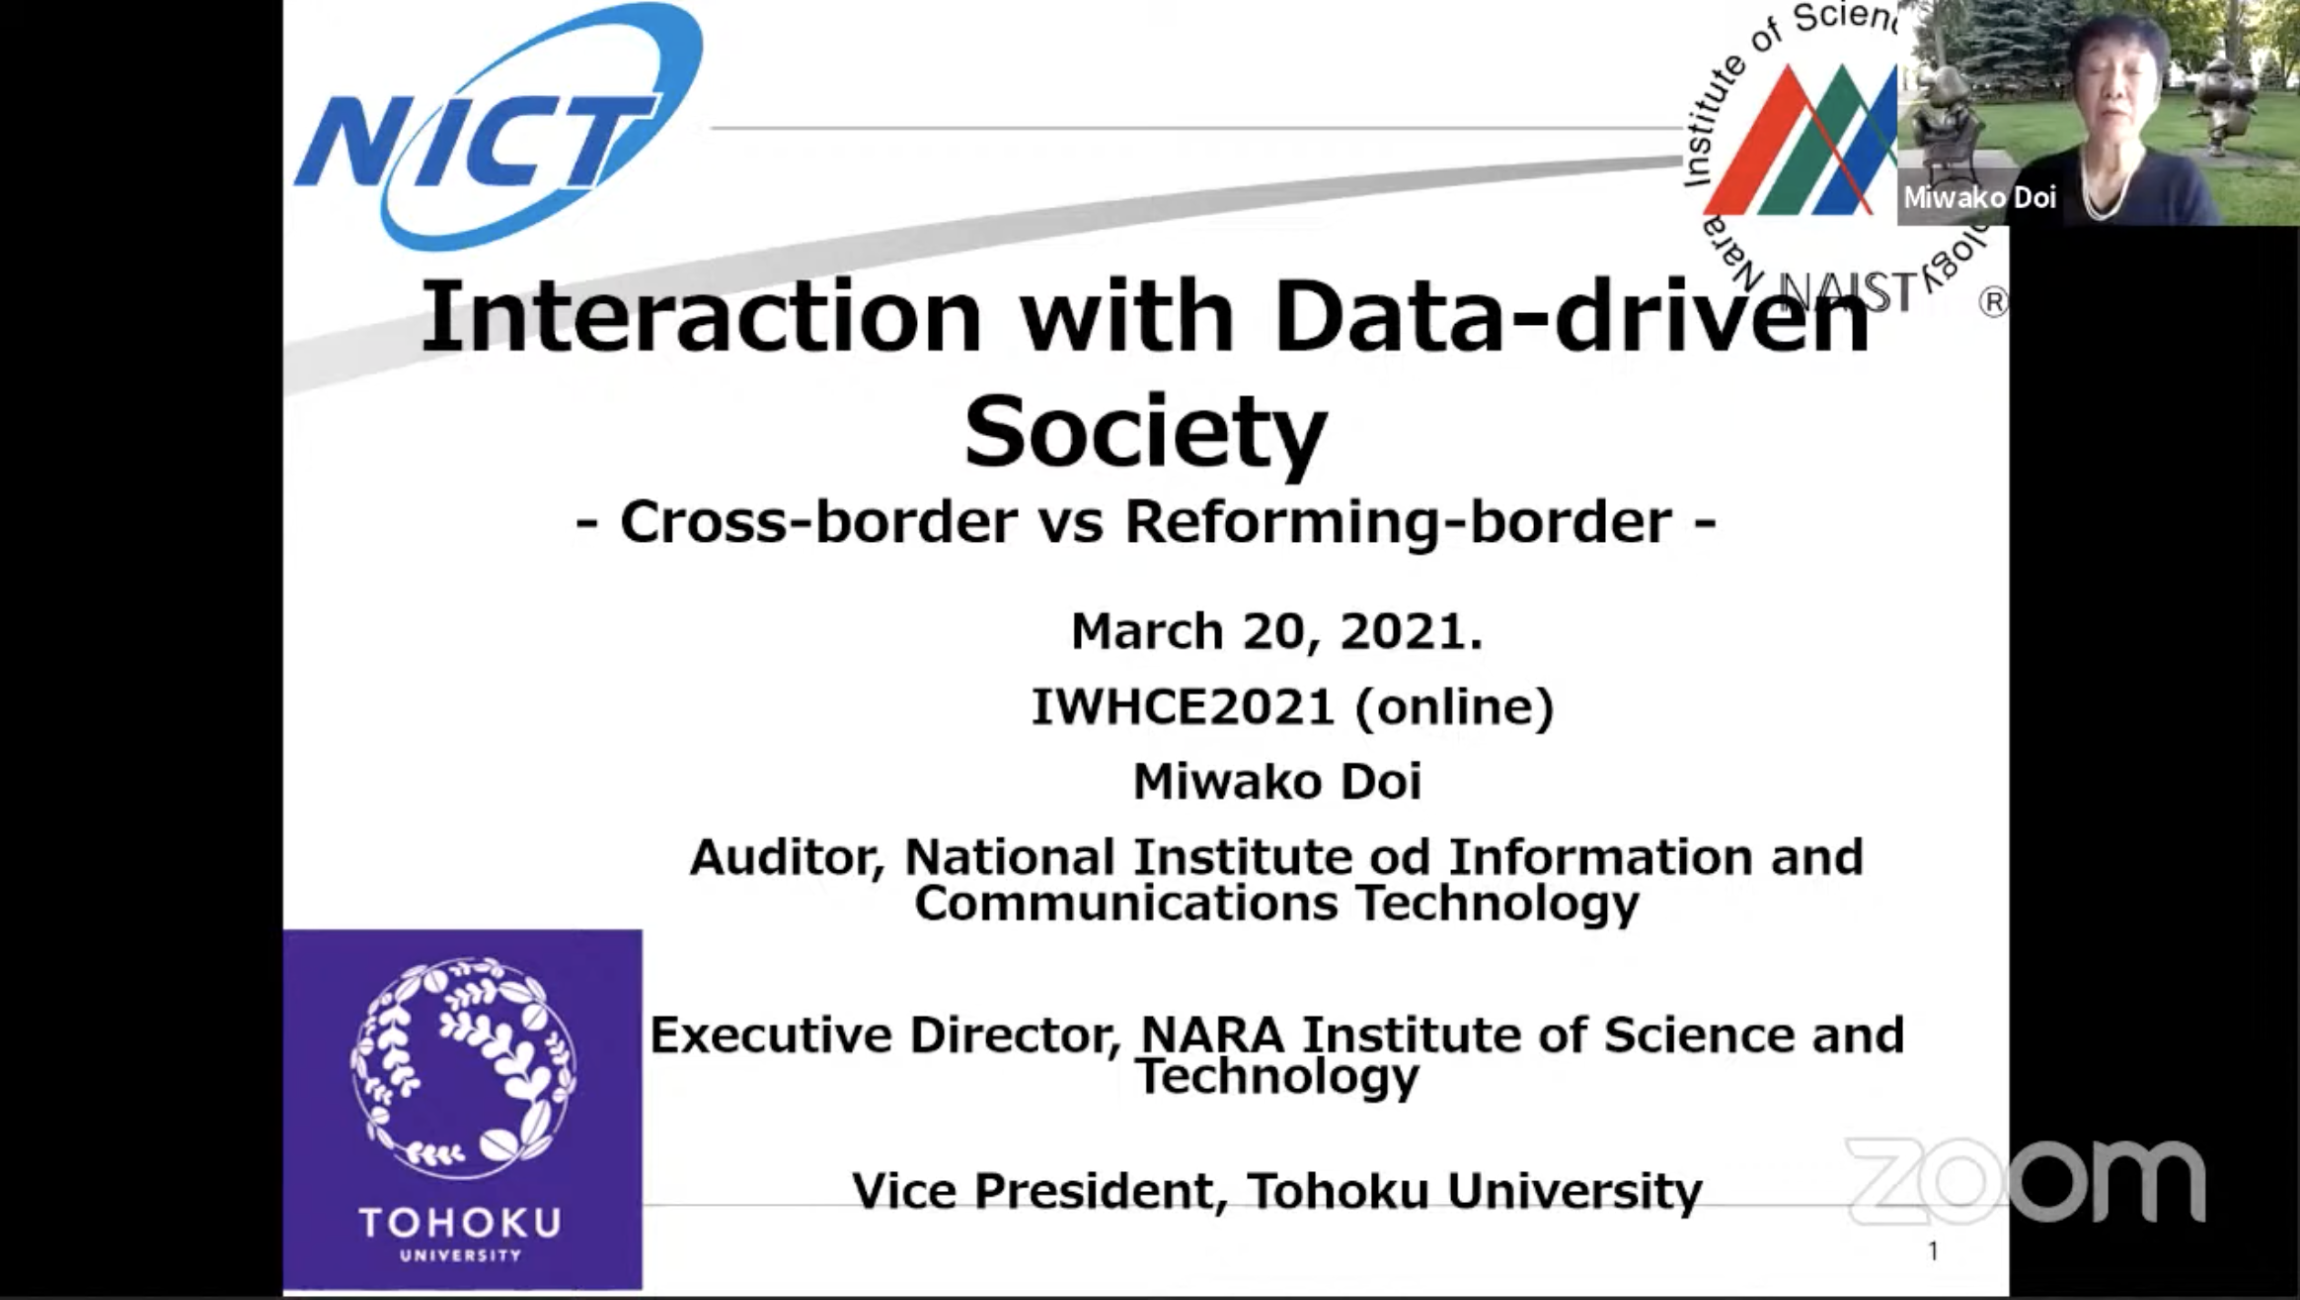 NICT
Institute of Scien
ology
Nara
NAIST
®
Miwako Doi
Interaction with Data-driven
Society
- Cross-border vs Reforming-border -
March 20, 2021.
IWHCE2021 (online)
Miwako Doi
Auditor, National Institute od Information and
Communications Technology
Executive Director, NARA Institute of Science and
Technology
Vice President, Tohoku University
TOHOKU
UNIVERSITY
zoom
1